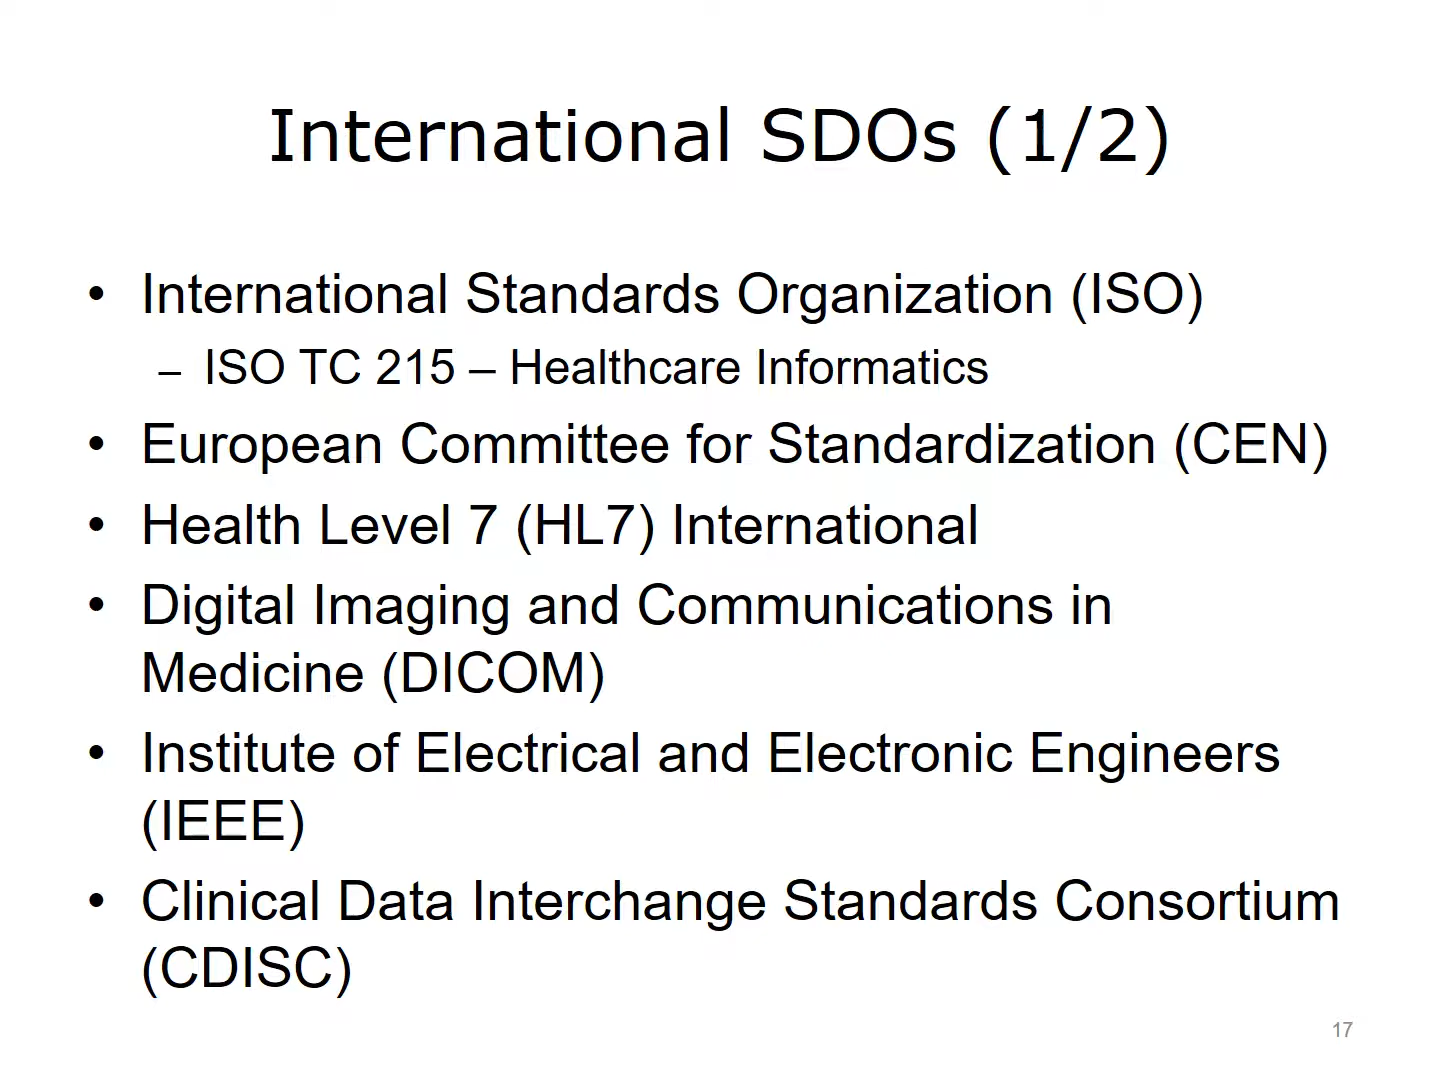 International SDOs (1/2)
• International Standards Organization (ISO)
– ISO TC 215 – Healthcare Informatics
• European Committee for Standardization (CEN)
• Health Level 7 (HL7) International
• Digital Imaging and Communications in
Medicine (DICOM)
• Institute of Electrical and Electronic Engineers
(IEEE)
• Clinical Data Interchange Standards Consortium
(CDISC)
17